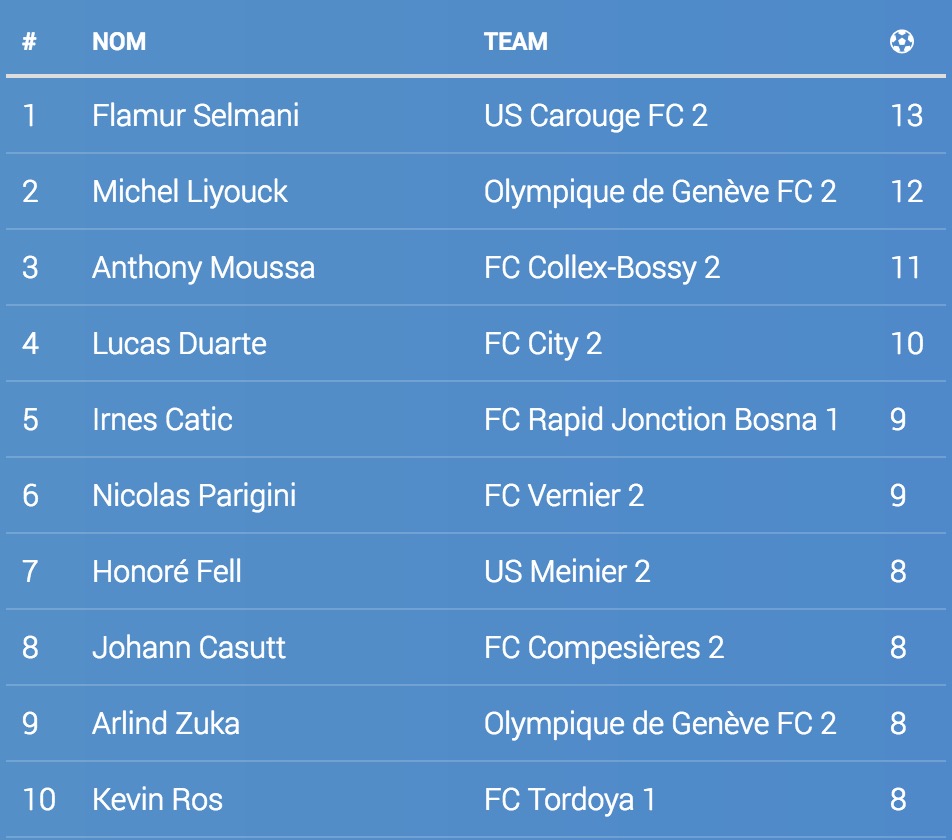 # NOM TEAM
1 Flamur Selmani US Carouge FC 2 13
2 Michel Liyouck Olympique de Genève FC 2 12
3 Anthony Moussa FC Collex-Bossy 2 11
4 Lucas Duarte FC City 2 10
5 Irnes Catic FC Rapid Jonction Bosna 1 9
6 Nicolas Parigini FC Vernier 2 9
7 Honoré Fell US Meinier 2 8
8 Johann Casutt FC Compesières 2 8
9 Arlind Zuka Olympique de Genève FC 2 8
10 Kevin Ros FC Tordoya 1 8